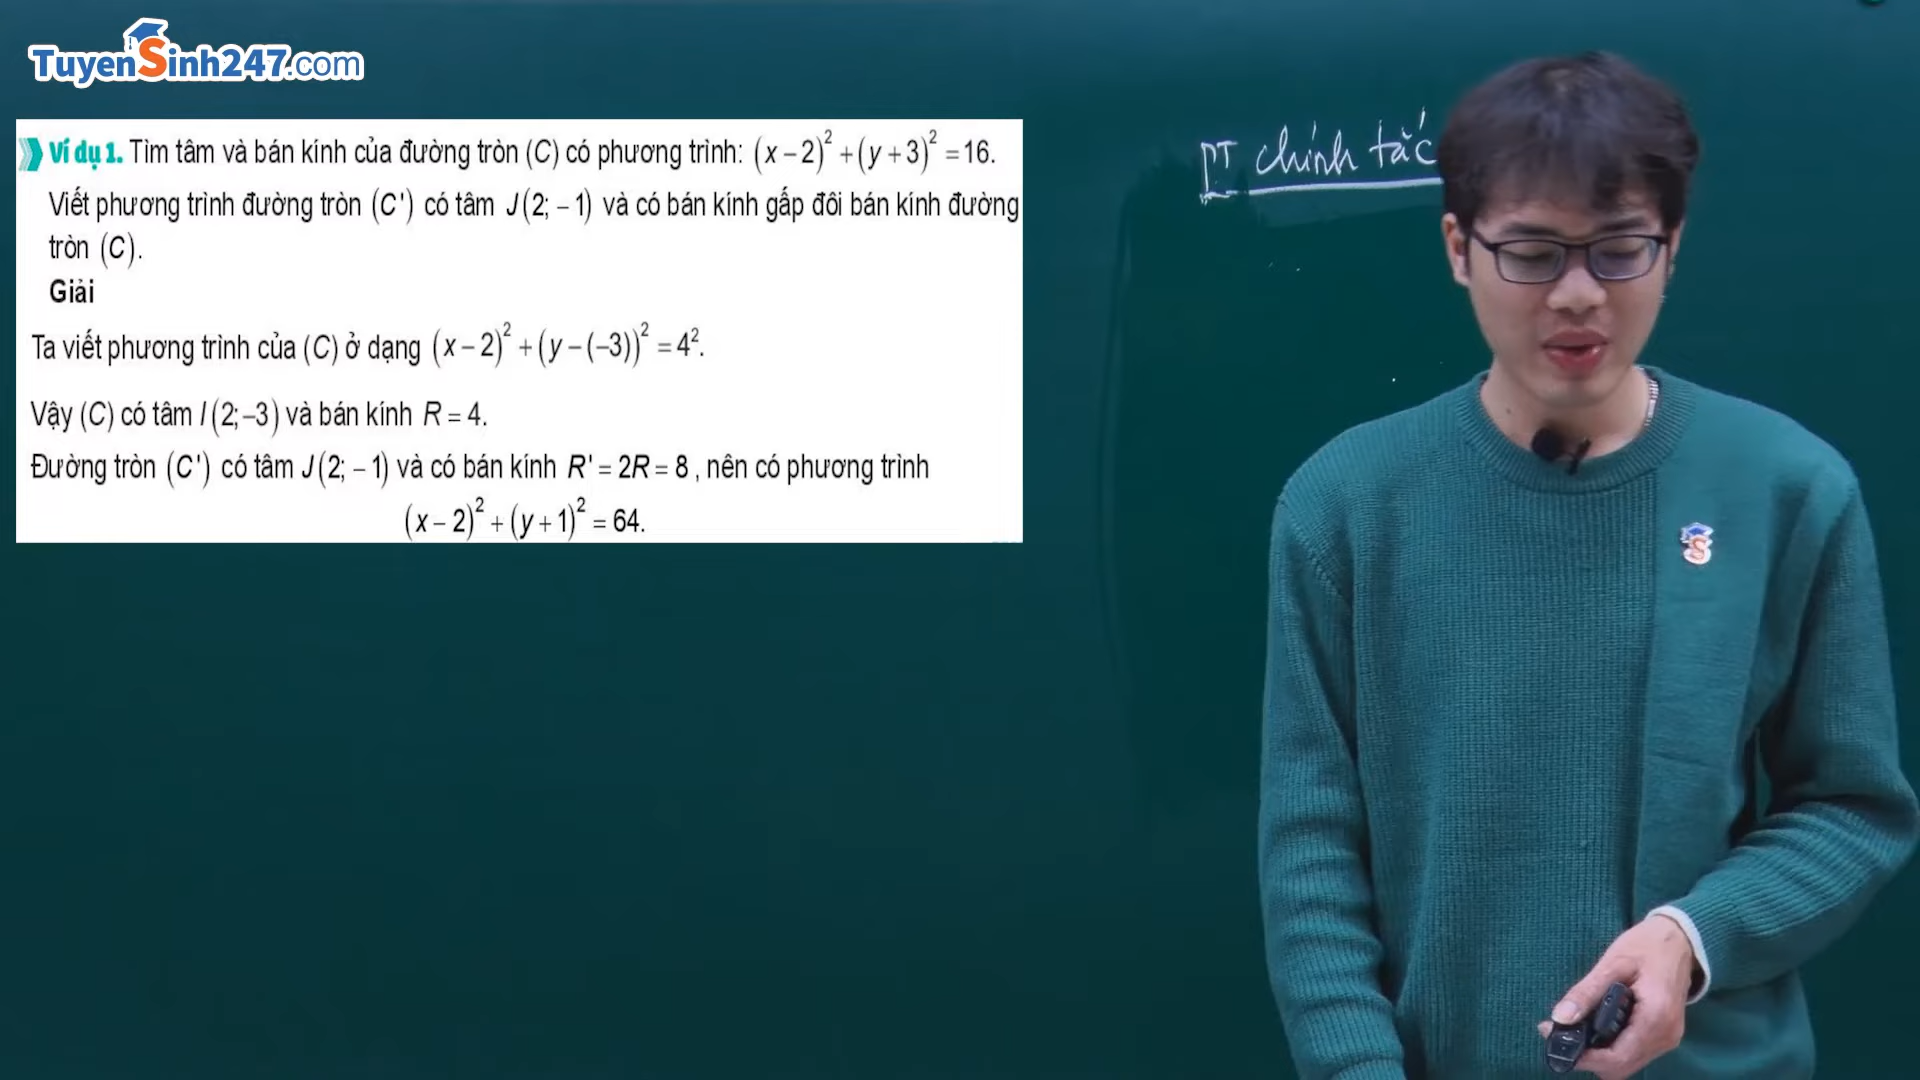 TuyenSinh247.com
Ví dụ 1. Tìm tâm và bán kính của đường tròn (C) có phương trình: (x – 2)² + (y + 3)² = 16.
Viết phương trình đường tròn (C') có tâm J(2; – 1) và có bán kính gấp đôi bán kính đường
tròn (C).
Giải
Ta viết phương trình của (C) ở dạng (x – 2)² + (y – (–3))² = 4².
Vậy (C) có tâm I(2;–3) và bán kính R = 4.
Đường tròn (C') có tâm J(2; – 1) và có bán kính R' = 2R = 8 , nên có phương trình
(x – 2)² + (y + 1)² = 64.
PT chính tắc